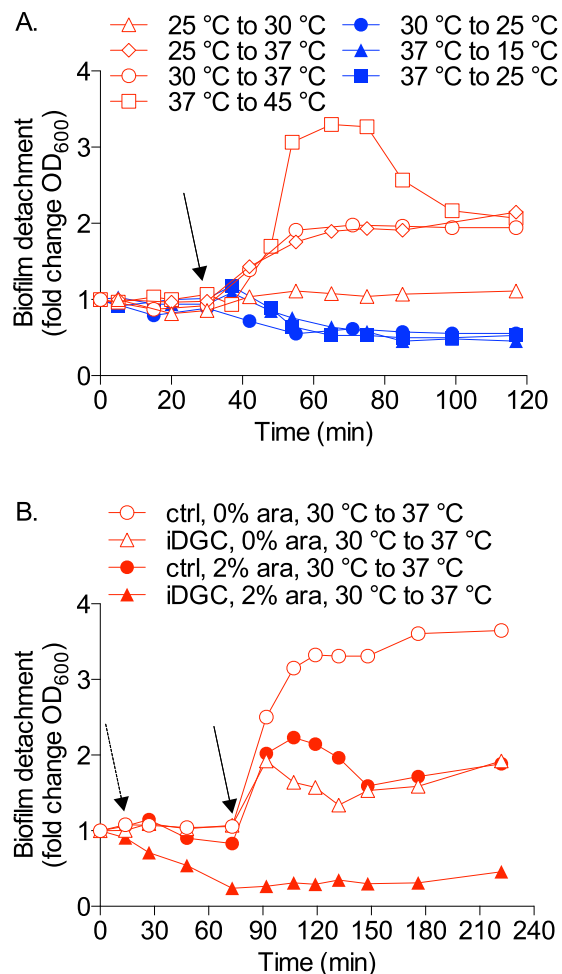 A.
25 °C to 30 °C
25 °C to 37 °C
30 °C to 37 °C
37 °C to 45 °C
30 °C to 25 °C
37 °C to 15 °C
37 °C to 25 °C
Biofilm detachment
(fold change OD600)
4
3
2
1
0
0 20 40 60 80 100 120
Time (min)
B.
ctrl, 0% ara, 30 °C to 37 °C
iDGC, 0% ara, 30 °C to 37 °C
ctrl, 2% ara, 30 °C to 37 °C
iDGC, 2% ara, 30 °C to 37 °C
Biofilm detachment
(fold change OD600)
4
3
2
1
0
0 30 60 90 120 150 180 210 240
Time (min)